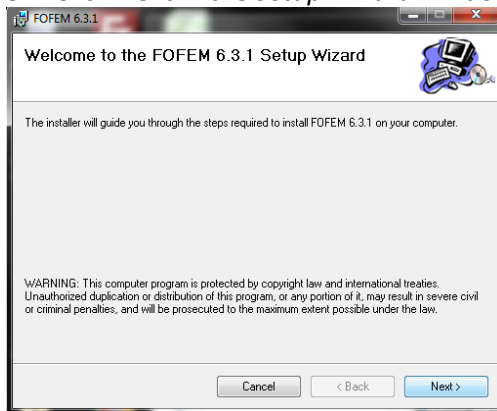 FOFEM 6.3.1
Welcome to the FOFEM 6.3.1 Setup Wizard
The installer will guide you through the steps required to install FOFEM 6.3.1 on your computer.
WARNING: This computer program is protected by copyright law and international treaties.
Unauthorized duplication or distribution of this program, or any portion of it, may result in severe civil
or criminal penalties, and will be prosecuted to the maximum extent possible under the law.
Cancel < Back Next >